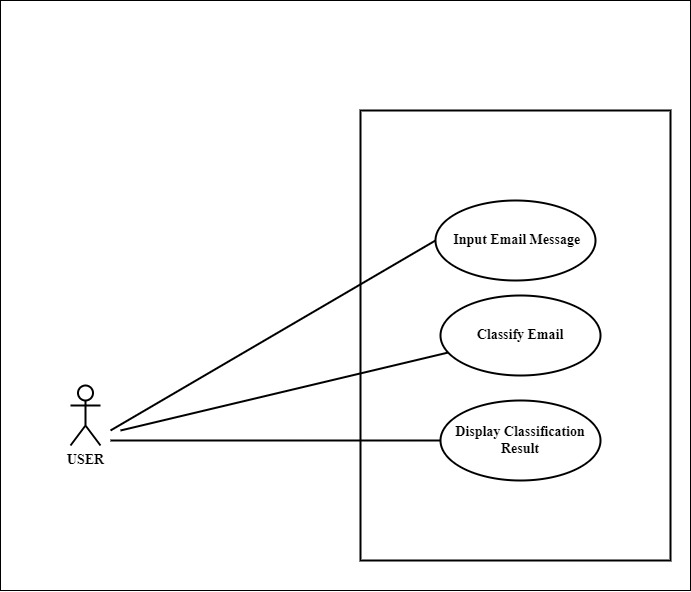 Input Email Message
Classify Email
Display Classification
Result
USER